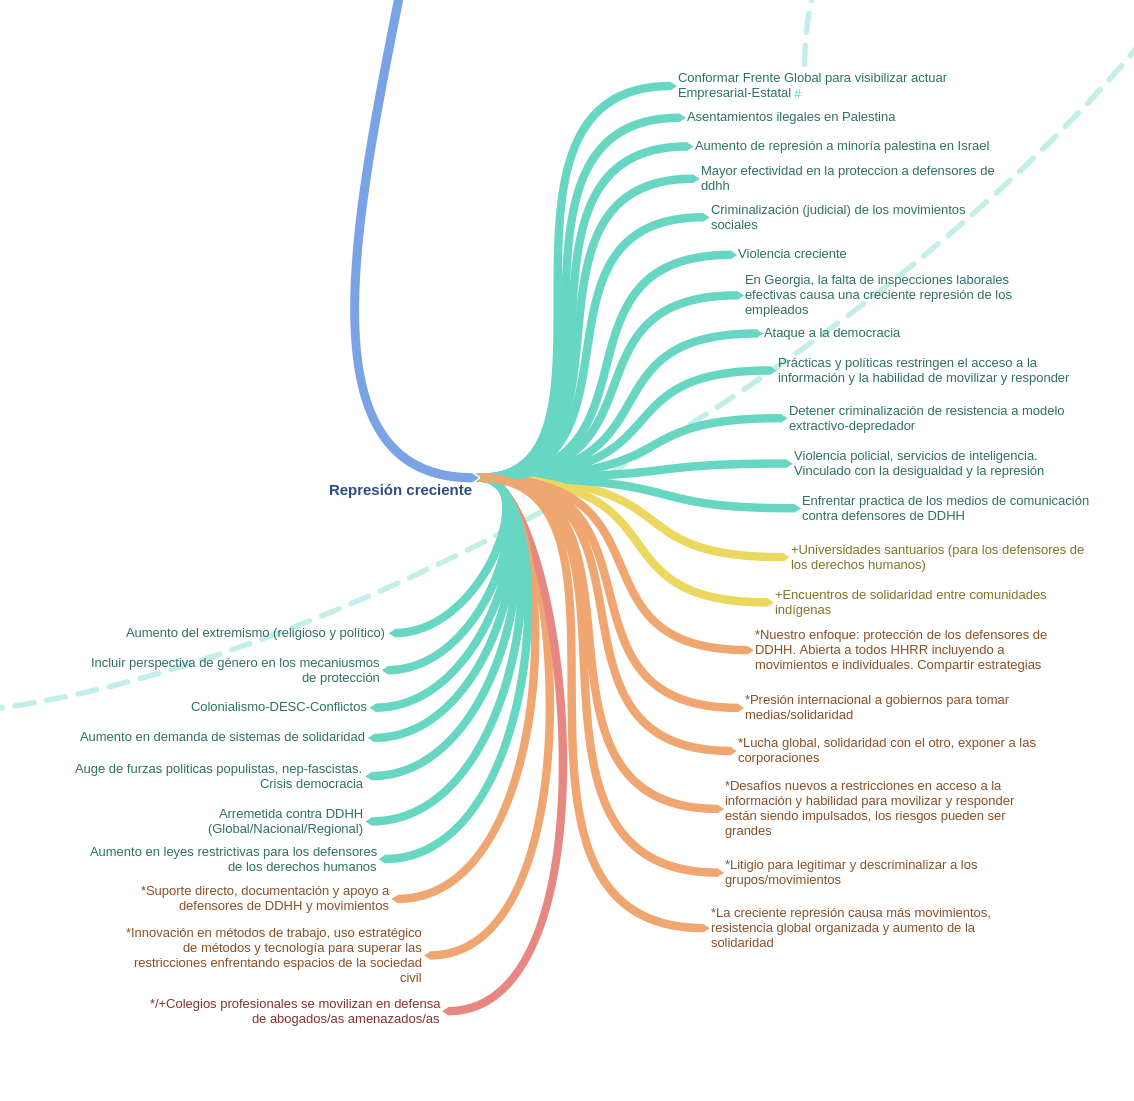 Conformar Frente Global para visibilizar actuar
Empresarial-Estatal #
Asentamientos ilegales en Palestina
Aumento de represión a minoría palestina en Israel
Mayor efectividad en la proteccion a defensores de
ddhh
Criminalización (judicial) de los movimientos
sociales
Violencia creciente
En Georgia, la falta de inspecciones laborales
efectivas causa una creciente represión de los
empleados
Ataque a la democracia
Prácticas y políticas restringen el acceso a la
información y la habilidad de movilizar y responder
Detener criminalización de resistencia a modelo
extractivo-depredador
Violencia policial, servicios de inteligencia.
Vinculado con la desigualdad y la represión
Enfrentar practica de los medios de comunicación
contra defensores de DDHH
+Universidades santuarios (para los defensores de
los derechos humanos)
+Encuentros de solidaridad entre comunidades
indígenas
*Nuestro enfoque: protección de los defensores de
DDHH. Abierta a todos HHRR incluyendo a
movimientos e individuales. Compartir estrategias
*Presión internacional a gobiernos para tomar
medias/solidaridad
*Lucha global, solidaridad con el otro, exponer a las
corporaciones
*Desafíos nuevos a restricciones en acceso a la
información y habilidad para movilizar y responder
están siendo impulsados, los riesgos pueden ser
grandes
*Litigio para legitimar y descriminalizar a los
grupos/movimientos
*La creciente represión causa más movimientos,
resistencia global organizada y aumento de la
solidaridad
Represión creciente
Aumento del extremismo (religioso y político)
Incluir perspectiva de género en los mecaniusmos
de protección
Colonialismo-DESC-Conflictos
Aumento en demanda de sistemas de solidaridad
Auge de furzas politicas populistas, nep-fascistas.
Crisis democracia
Arremetida contra DDHH
(Global/Nacional/Regional)
Aumento en leyes restrictivas para los defensores
de los derechos humanos
*Suporte directo, documentación y apoyo a
defensores de DDHH y movimientos
*Innovación en métodos de trabajo, uso estratégico
de métodos y tecnología para superar las
restricciones enfrentando espacios de la sociedad
civil
*/+Colegios profesionales se movilizan en defensa
de abogados/as amenazados/as